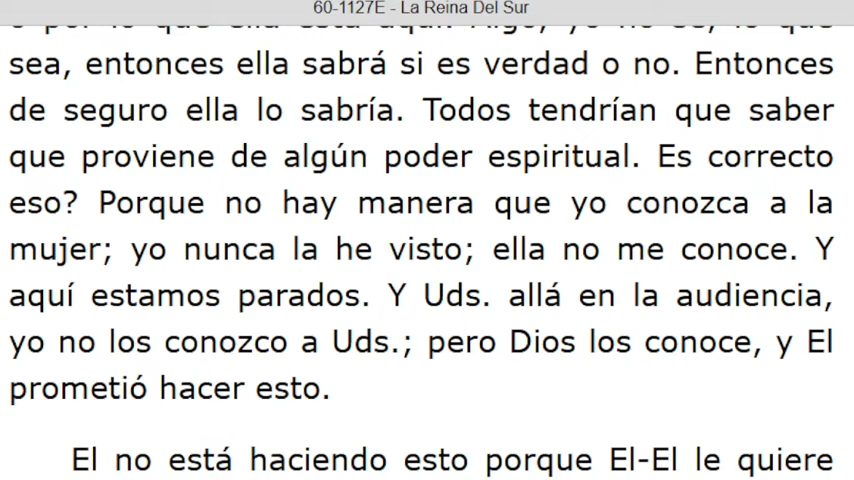 60-1127E - La Reina Del Sur
sea, entonces ella sabrá si es verdad o no. Entonces
de seguro ella lo sabría. Todos tendrían que saber
que proviene de algún poder espiritual. Es correcto
eso? Porque no hay manera que yo conozca a la
mujer; yo nunca la he visto; ella no me conoce. Y
aquí estamos parados. Y Uds. allá en la audiencia,
yo no los conozco a Uds.; pero Dios los conoce, y El
prometió hacer esto.
El no está haciendo esto porque El-El le quiere